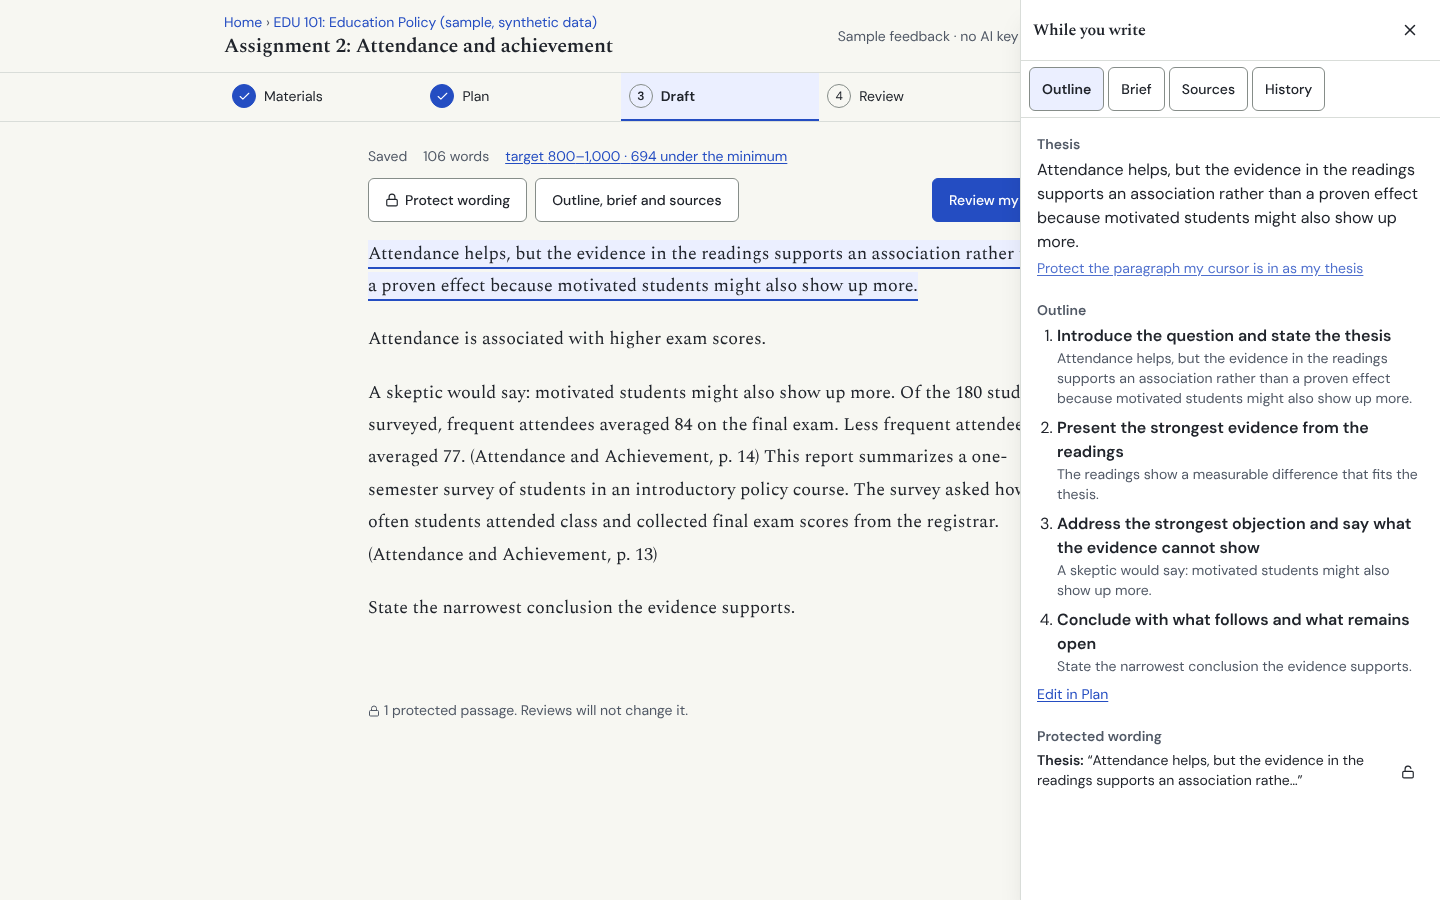 Home › EDU 101: Education Policy (sample, synthetic data)
Assignment 2: Attendance and achievement
Sample feedback · no AI key
Materials
Plan
3 Draft
4 Review
Saved 106 words target 800–1,000 · 694 under the minimum
Protect wording
Outline, brief and sources
Review my
Attendance helps, but the evidence in the readings supports an association rather
a proven effect because motivated students might also show up more.
Attendance is associated with higher exam scores.
A skeptic would say: motivated students might also show up more. Of the 180 stud
surveyed, frequent attendees averaged 84 on the final exam. Less frequent attendee
averaged 77. (Attendance and Achievement, p. 14) This report summarizes a one-
semester survey of students in an introductory policy course. The survey asked how
often students attended class and collected final exam scores from the registrar.
(Attendance and Achievement, p. 13)
State the narrowest conclusion the evidence supports.
1 protected passage. Reviews will not change it.
While you write
Outline
Brief
Sources
History
Thesis
Attendance helps, but the evidence in the readings
supports an association rather than a proven effect
because motivated students might also show up
more.
Protect the paragraph my cursor is in as my thesis
Outline
1. Introduce the question and state the thesis
Attendance helps, but the evidence in the readings
supports an association rather than a proven effect
because motivated students might also show up more.
2. Present the strongest evidence from the
readings
The readings show a measurable difference that fits the
thesis.
3. Address the strongest objection and say what
the evidence cannot show
A skeptic would say: motivated students might also
show up more.
4. Conclude with what follows and what remains
open
State the narrowest conclusion the evidence supports.
Edit in Plan
Protected wording
Thesis: “Attendance helps, but the evidence in the
readings supports an association rathe…”